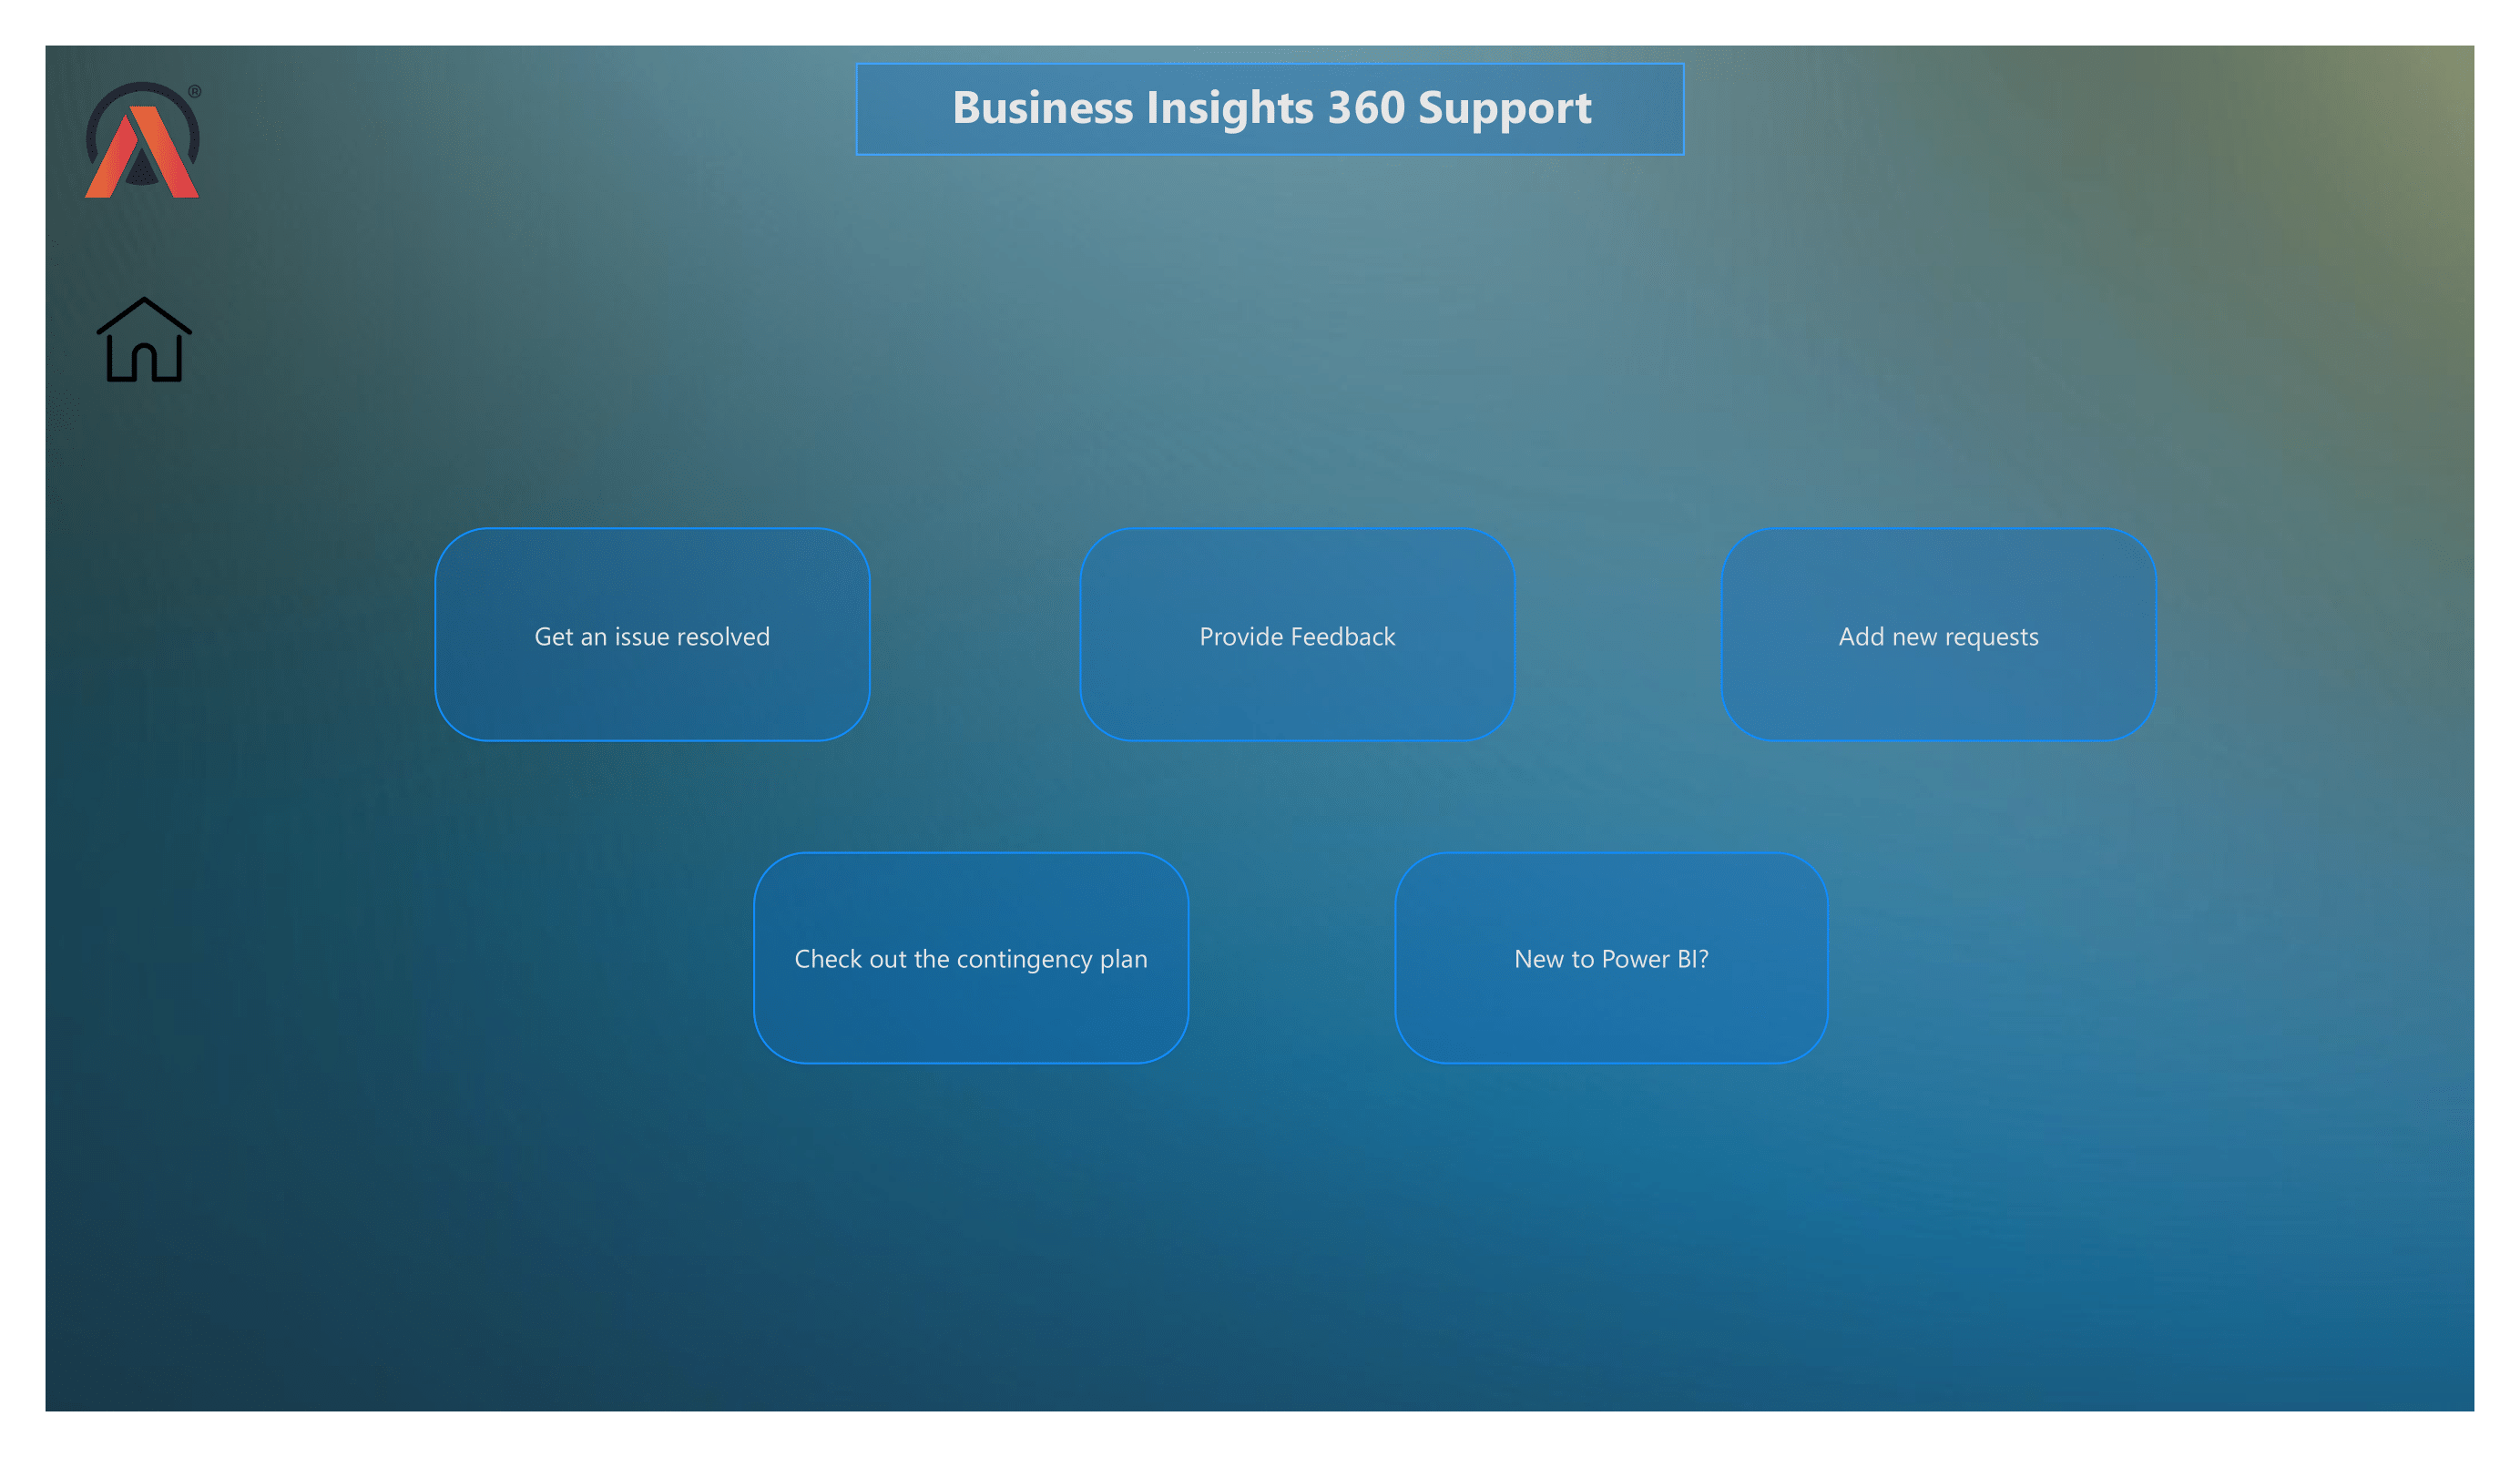 ®
Business Insights 360 Support
Get an issue resolved
Provide Feedback
Add new requests
Check out the contingency plan
New to Power BI?